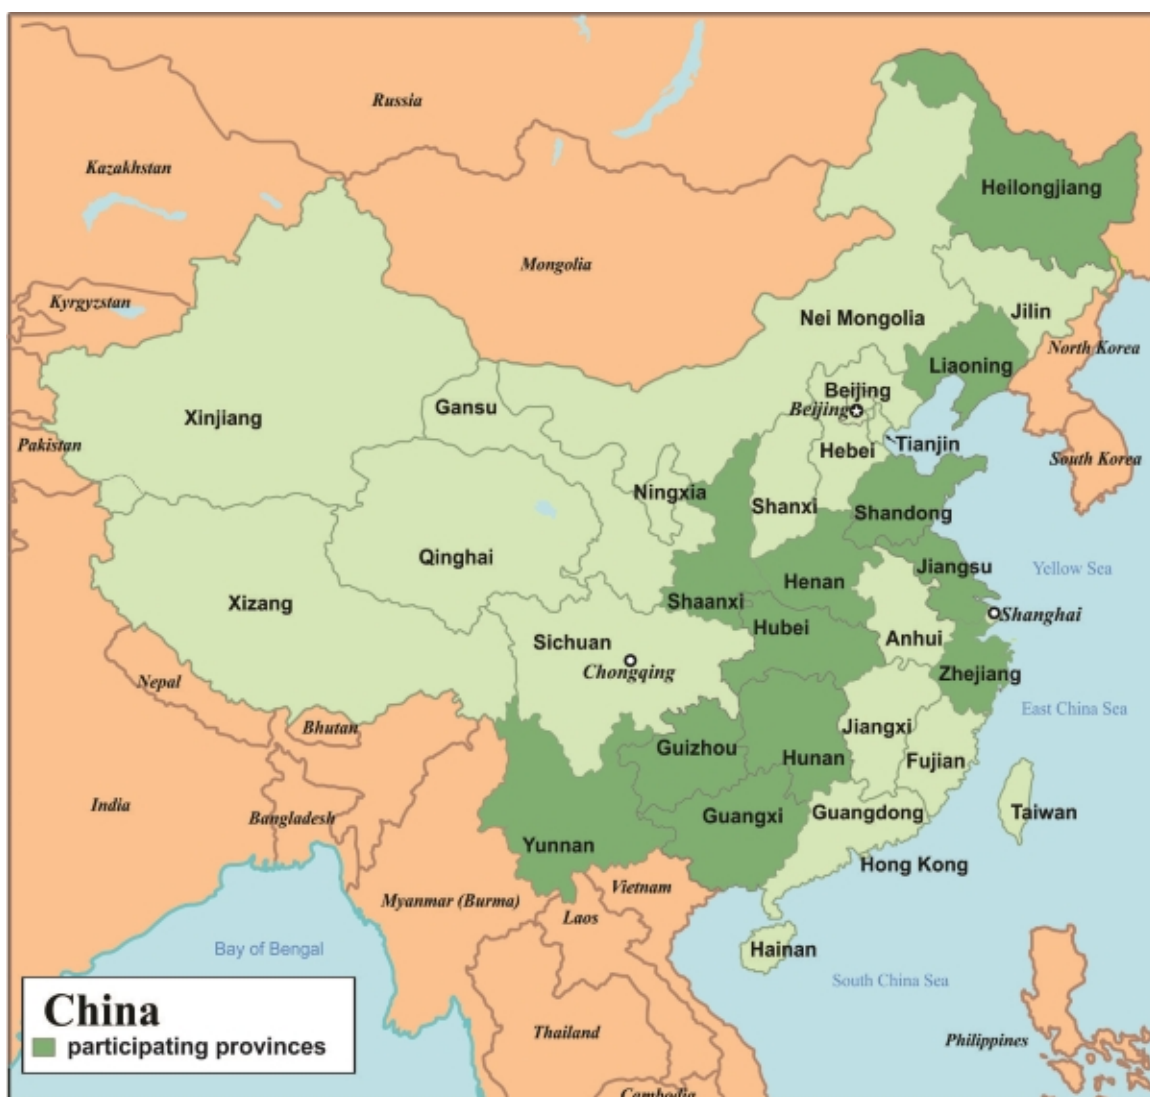 Russia
Kazakhstan
Heilongjiang
Mongolia
Kyrgyzstan
Jilin
Nei Mongolia
North Korea
Liaoning
Beijing
Beijing
Gansu
Xinjiang
Pakistan
Tianjin
Hebei
South Korea
Ningxia
Shanxi
Shandong
Qinghai
Jiangsu
Yellow Sea
Henan
Xizang
Shaanxi
Shanghai
Hubei
Anhui
Sichuan
Chongqing
Zhejiang
Nepal
East China Sea
Bhutan
Jiangxi
Guizhou
Hunan
Fujian
India
Bangladesh
Guangxi
Guangdong
Taiwan
Yunnan
Hong Kong
Vietnam
Myanmar (Burma)
Laos
Bay of Bengal
Hainan
South China Sea
China
participating provinces
Thailand
Philippines
Cambodia